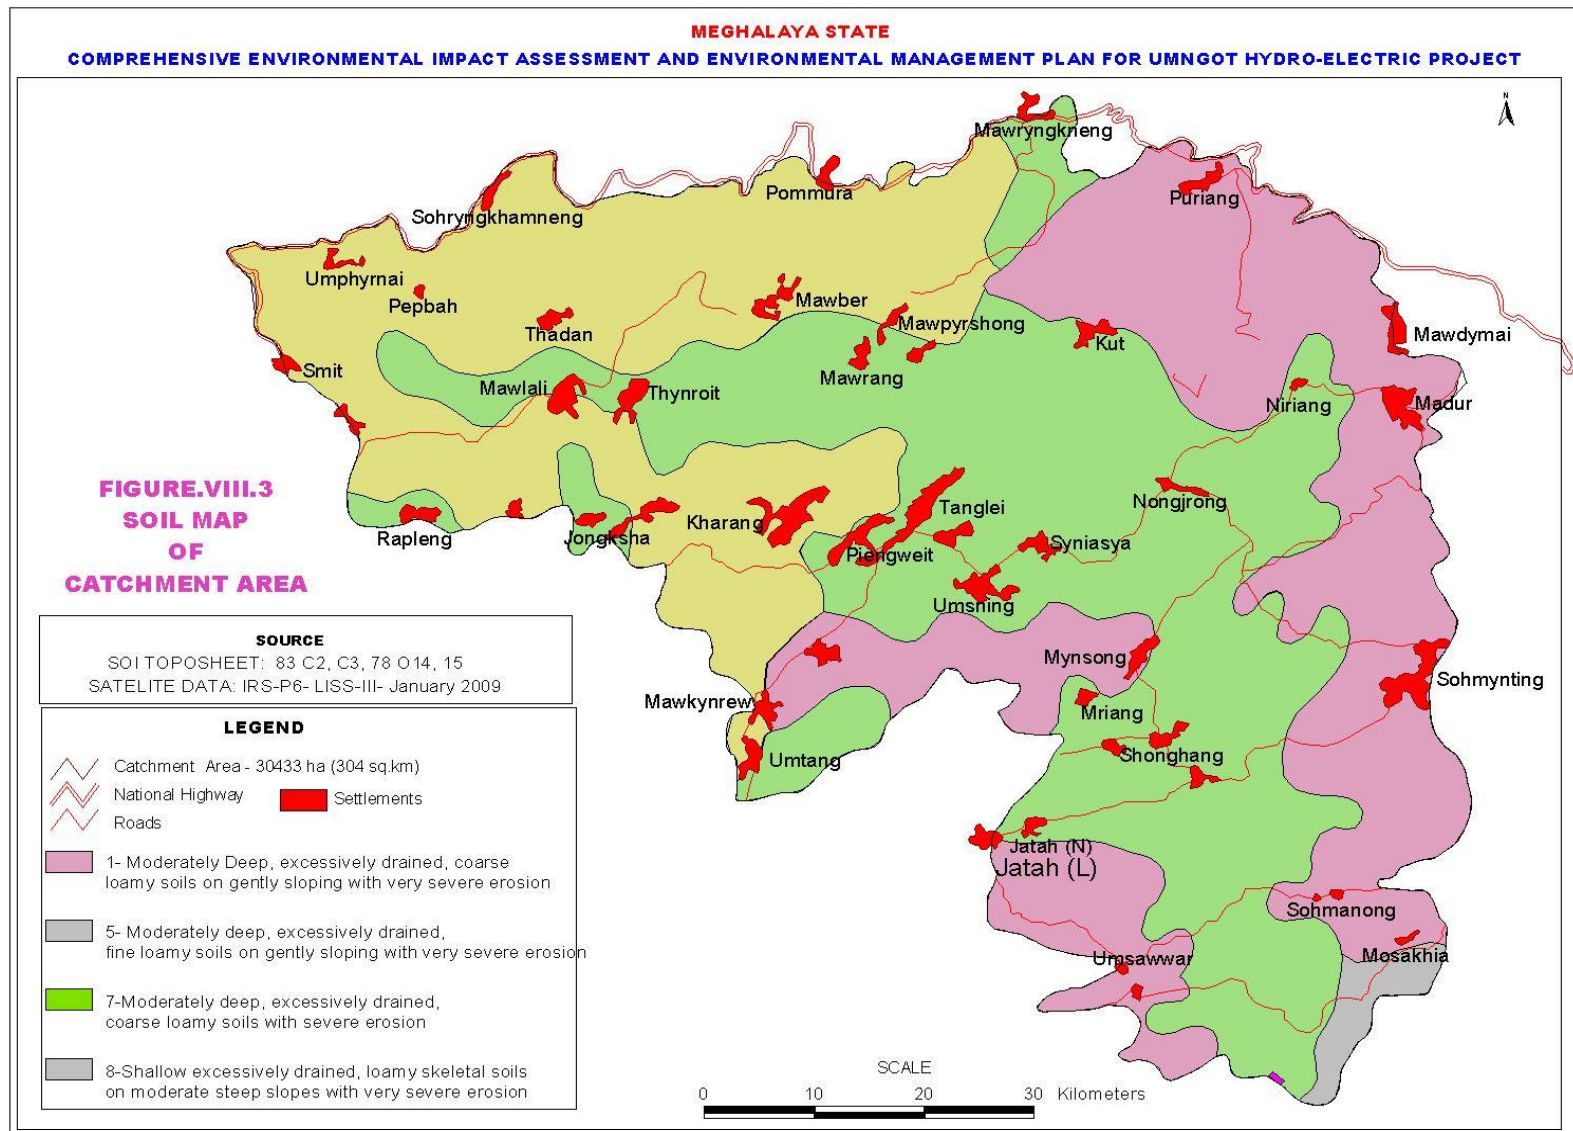 MEGHALAYA STATE
COMPREHENSIVE ENVIRONMENTAL IMPACT ASSESSMENT AND ENVIRONMENTAL MANAGEMENT PLAN FOR UMNGOT HYDRO-ELECTRIC PROJECT
N
Mawryngkneng
Pommura
Puriang
Sohryngkhamneng
Umphyrnai
Pepbah
Mawber
Thadan
Mawpyrshong
Kut
Mawdymai
Smit
Mawrang
Mawlali
Thynroit
Niriang
Madur
FIGURE.VIII.3
SOIL MAP
OF
CATCHMENT AREA
Rapleng
Jongksha
Kharang
Tanglei
Nongjrong
Piengweit
Syniasya
Umsning
Mynsong
Sohmynting
Mawkynrew
Mriang
Umtang
Shonghang
Jatah (N)
Jatah (L)
Sohmanong
Mosakhia
Umsawwar
SOURCE
SOI TOPOSHEET: 83 C2, C3, 78 O14, 15
SATELITE DATA: IRS-P6- LISS-III- January 2009
LEGEND
Catchment Area - 30433 ha (304 sq.km)
National Highway
Settlements
Roads
1- Moderately Deep, excessively drained, coarse
loamy soils on gently sloping with very severe erosion
5- Moderately deep, excessively drained,
fine loamy soils on gently sloping with very severe erosion
7-Moderately deep, excessively drained,
coarse loamy soils with severe erosion
8-Shallow excessively drained, loamy skeletal soils
on moderate steep slopes with very severe erosion
SCALE
0 10 20 30 Kilometers